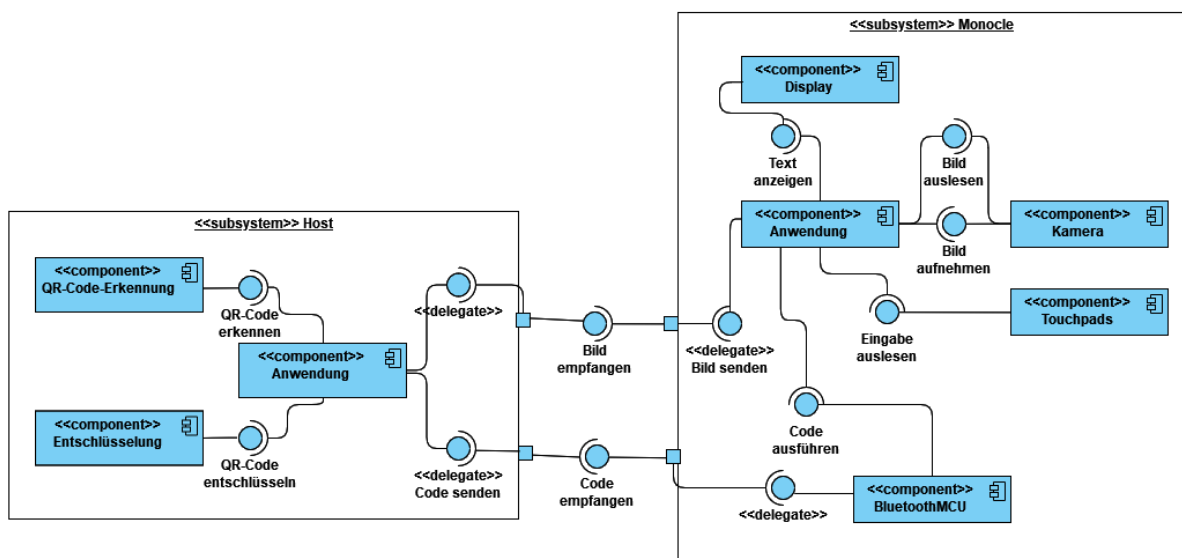 <<subsystem>> Host
<<component>>
QR-Code-Erkennung
QR-Code
erkennen
<<component>>
Anwendung
<<component>>
Entschlüsselung
QR-Code
entschlüsseln
<<delegate>>
<<delegate>>
Code senden
Bild
empfangen
Code
empfangen
<<subsystem>> Monocle
<<component>>
Display
Text
anzeigen
Bild
auslesen
<<component>>
Anwendung
<<component>>
Kamera
Bild
aufnehmen
<<component>>
Touchpads
Eingabe
auslesen
<<delegate>>
Bild senden
Code
ausführen
<<component>>
BluetoothMCU
<<delegate>>